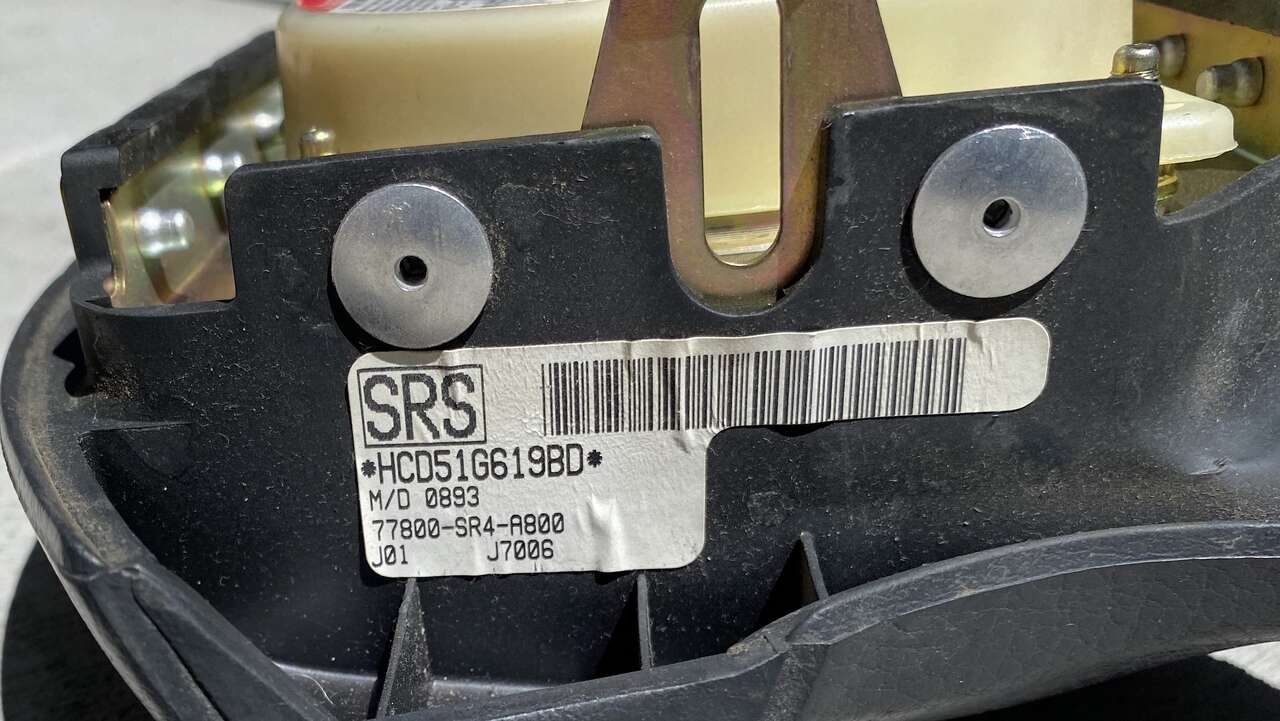 SRS
*HCD51G619BD*
M/D 0893
77800-SR4-A800
J01 J7006